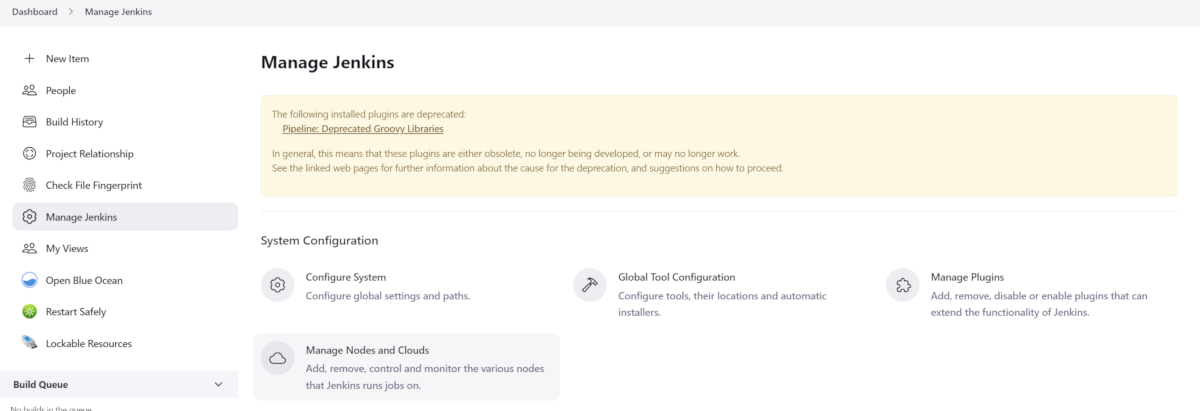 Dashboard > Manage Jenkins
New Item
People
Build History
Project Relationship
Check File Fingerprint
Manage Jenkins
My Views
Open Blue Ocean
Restart Safely
Lockable Resources
Build Queue
No builds in the queue.
Manage Jenkins
The following installed plugins are deprecated:
Pipeline: Deprecated Groovy Libraries
In general, this means that these plugins are either obsolete, no longer being developed, or may no longer work.
See the linked web pages for further information about the cause for the deprecation, and suggestions on how to proceed.
System Configuration
Configure System
Configure global settings and paths.
Global Tool Configuration
Configure tools, their locations and automatic
installers.
Manage Plugins
Add, remove, disable or enable plugins that can
extend the functionality of Jenkins.
Manage Nodes and Clouds
Add, remove, control and monitor the various nodes
that Jenkins runs jobs on.